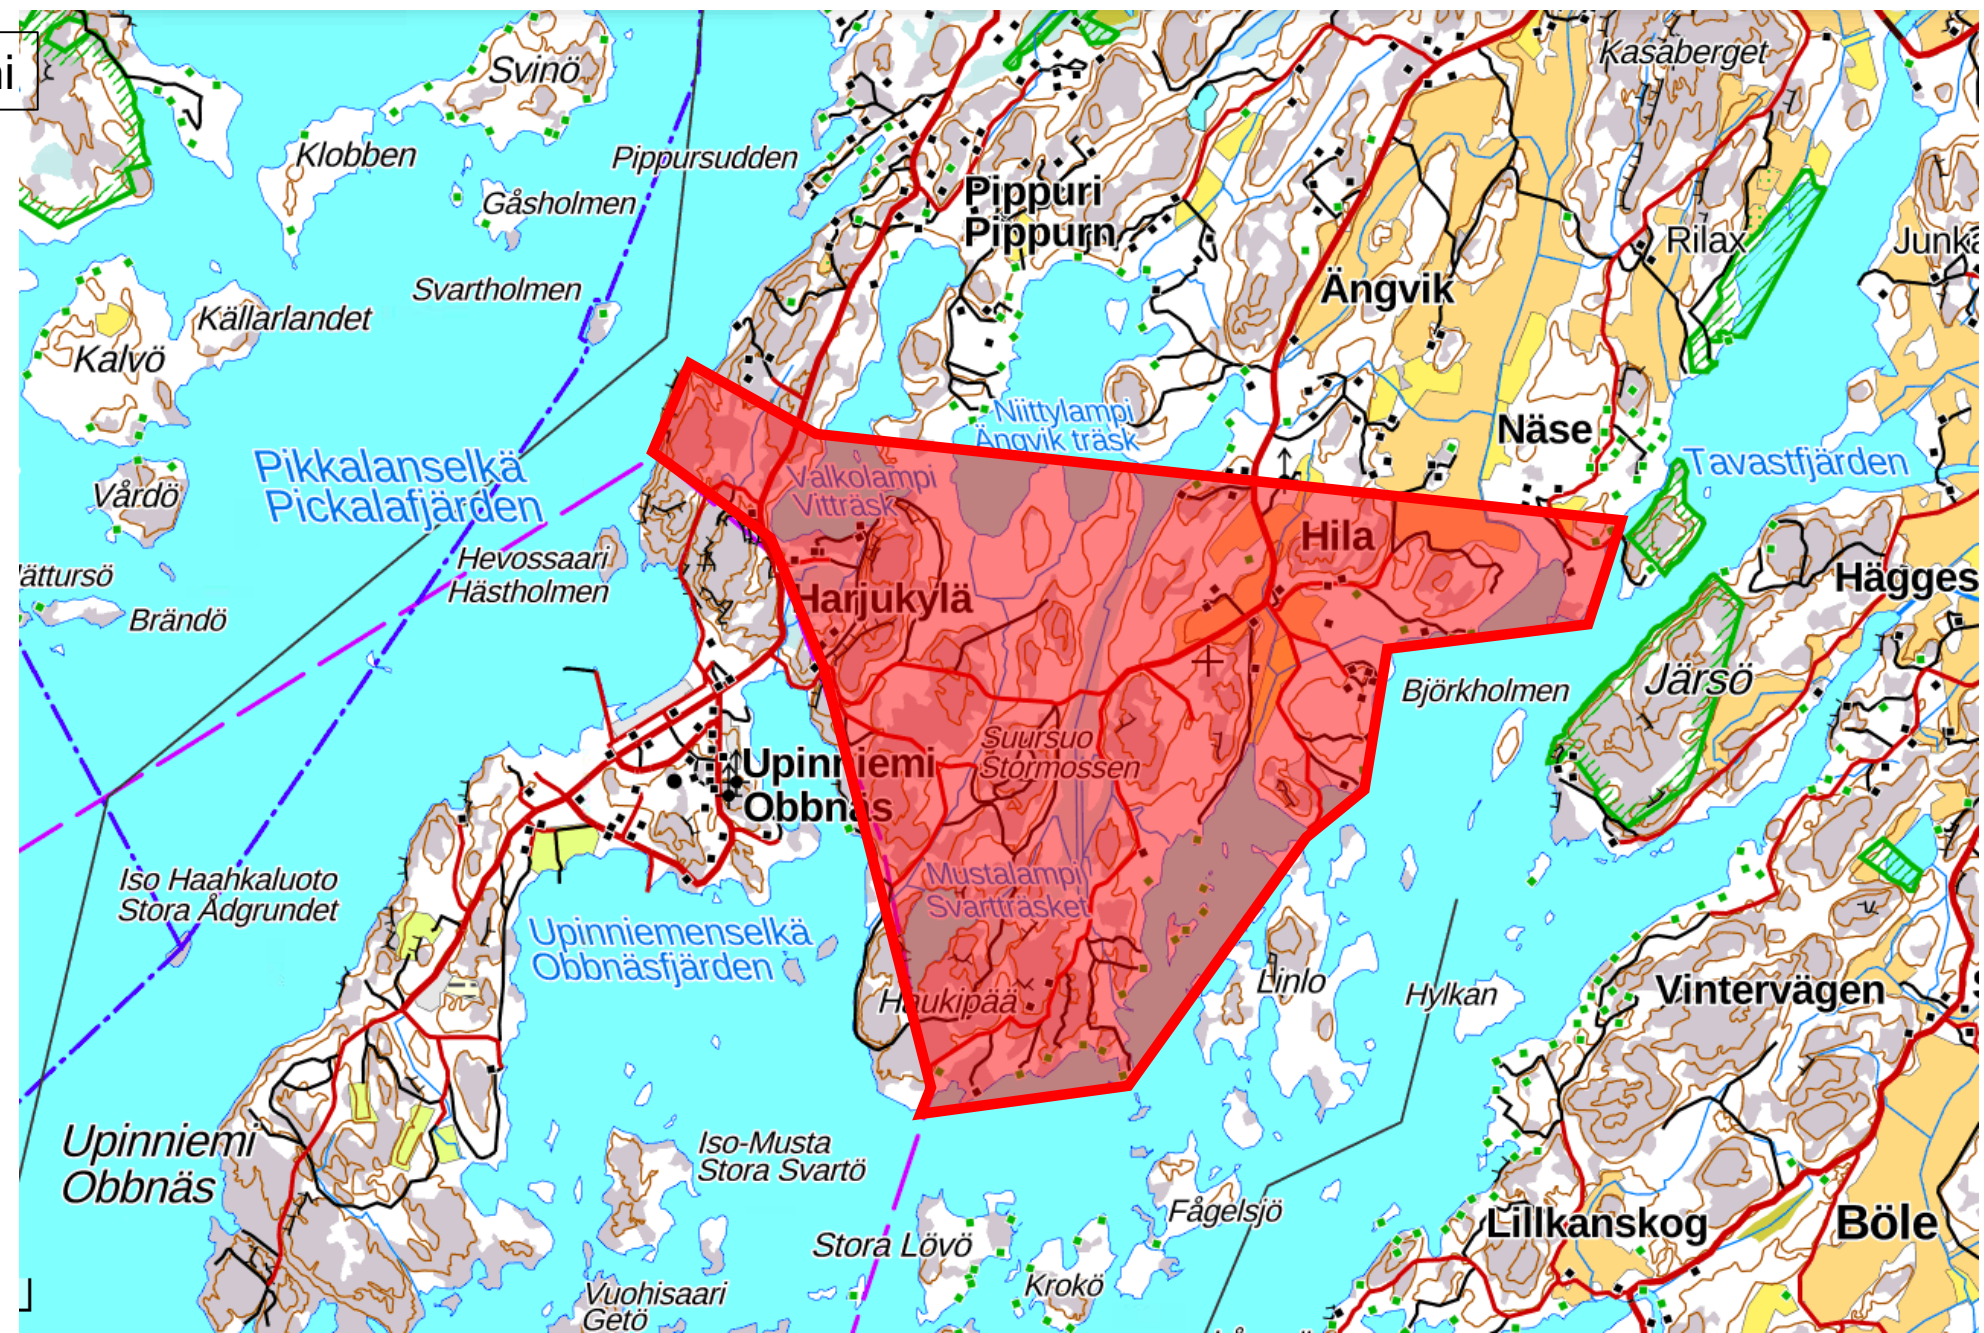 ni
Svinö
Kasaberget
Klobben
Pippursudden
Gåsholmen
Pippuri
Pippurn
Rilax
Svartholmen
Ängvik
Källarlandet
Kalvö
Niittylampi
Ängvik träsk
Näse
Pikkalanselkä
Pickalafjärden
Valkolampi
Vitträsk
Tavastfjärden
Vårdö
Hila
Hevossaari
Hästholmen
Brändö
Harjukylä
Järsö
Björkholmen
Suursuo
Stormossen
Upinniemi
Obbnäs
Mustalampi
Svartträsket
Iso Haahkaluoto
Stora Ådgrundet
Upinniemenselkä
Obbnäsfjärden
Haukipää
Linlo
Hylkan
Vintervägen
Upinniemi
Obbnäs
Iso-Musta
Stora Svartö
Fågelsjö
Lillkanskog
Böle
Stora Lövö
Krokö
Vuohisaari
Getö